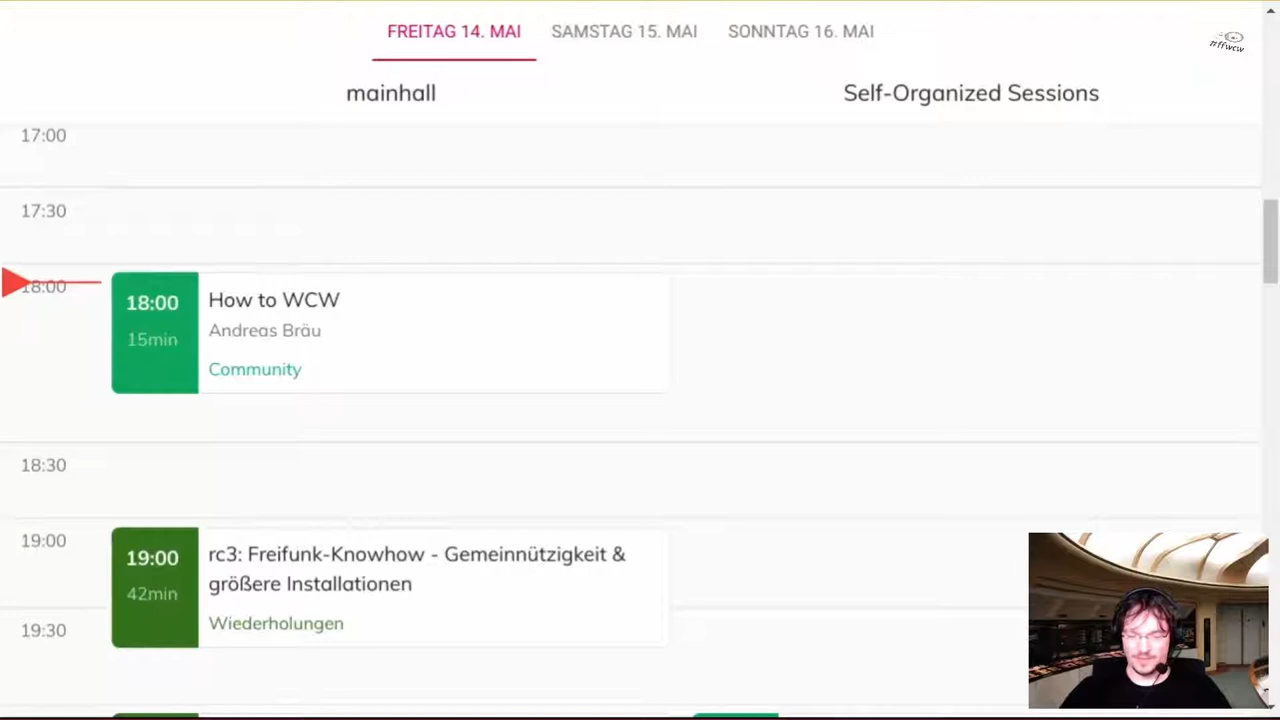 FREITAG 14. MAI SAMSTAG 15. MAI SONNTAG 16. MAI
#ffwcw
mainhall Self-Organized Sessions
17:00
17:30
18:00
18:00 How to WCW
15min Andreas Bräu
Community
18:30
19:00
19:00 rc3: Freifunk-Knowhow - Gemeinnützigkeit &
42min größere Installationen
Wiederholungen
19:30